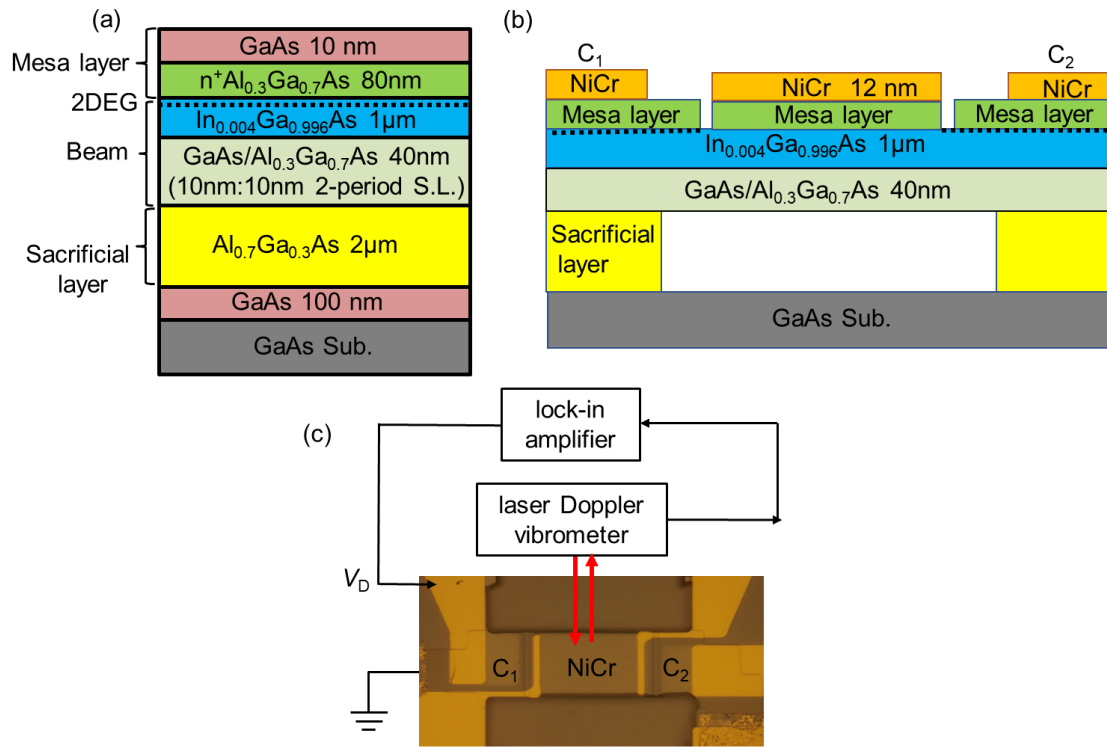 (a)
Mesa layer
GaAs 10 nm
n⁺Al₀.₃Ga₀.₇As 80nm
2DEG
Beam
In₀.₀₀₄Ga₀.₉₉₆As 1μm
GaAs/Al₀.₃Ga₀.₇As 40nm
(10nm:10nm 2-period S.L.)
Sacrificial
layer
Al₀.₇Ga₀.₃As 2μm
GaAs 100 nm
GaAs Sub.
(b)
C₁
C₂
NiCr
NiCr 12 nm
NiCr
Mesa layer
Mesa layer
Mesa layer
In₀.₀₀₄Ga₀.₉₉₆As 1μm
GaAs/Al₀.₃Ga₀.₇As 40nm
Sacrificial
layer
GaAs Sub.
(c)
lock-in
amplifier
laser Doppler
vibrometer
V_D
C₁
NiCr
C₂